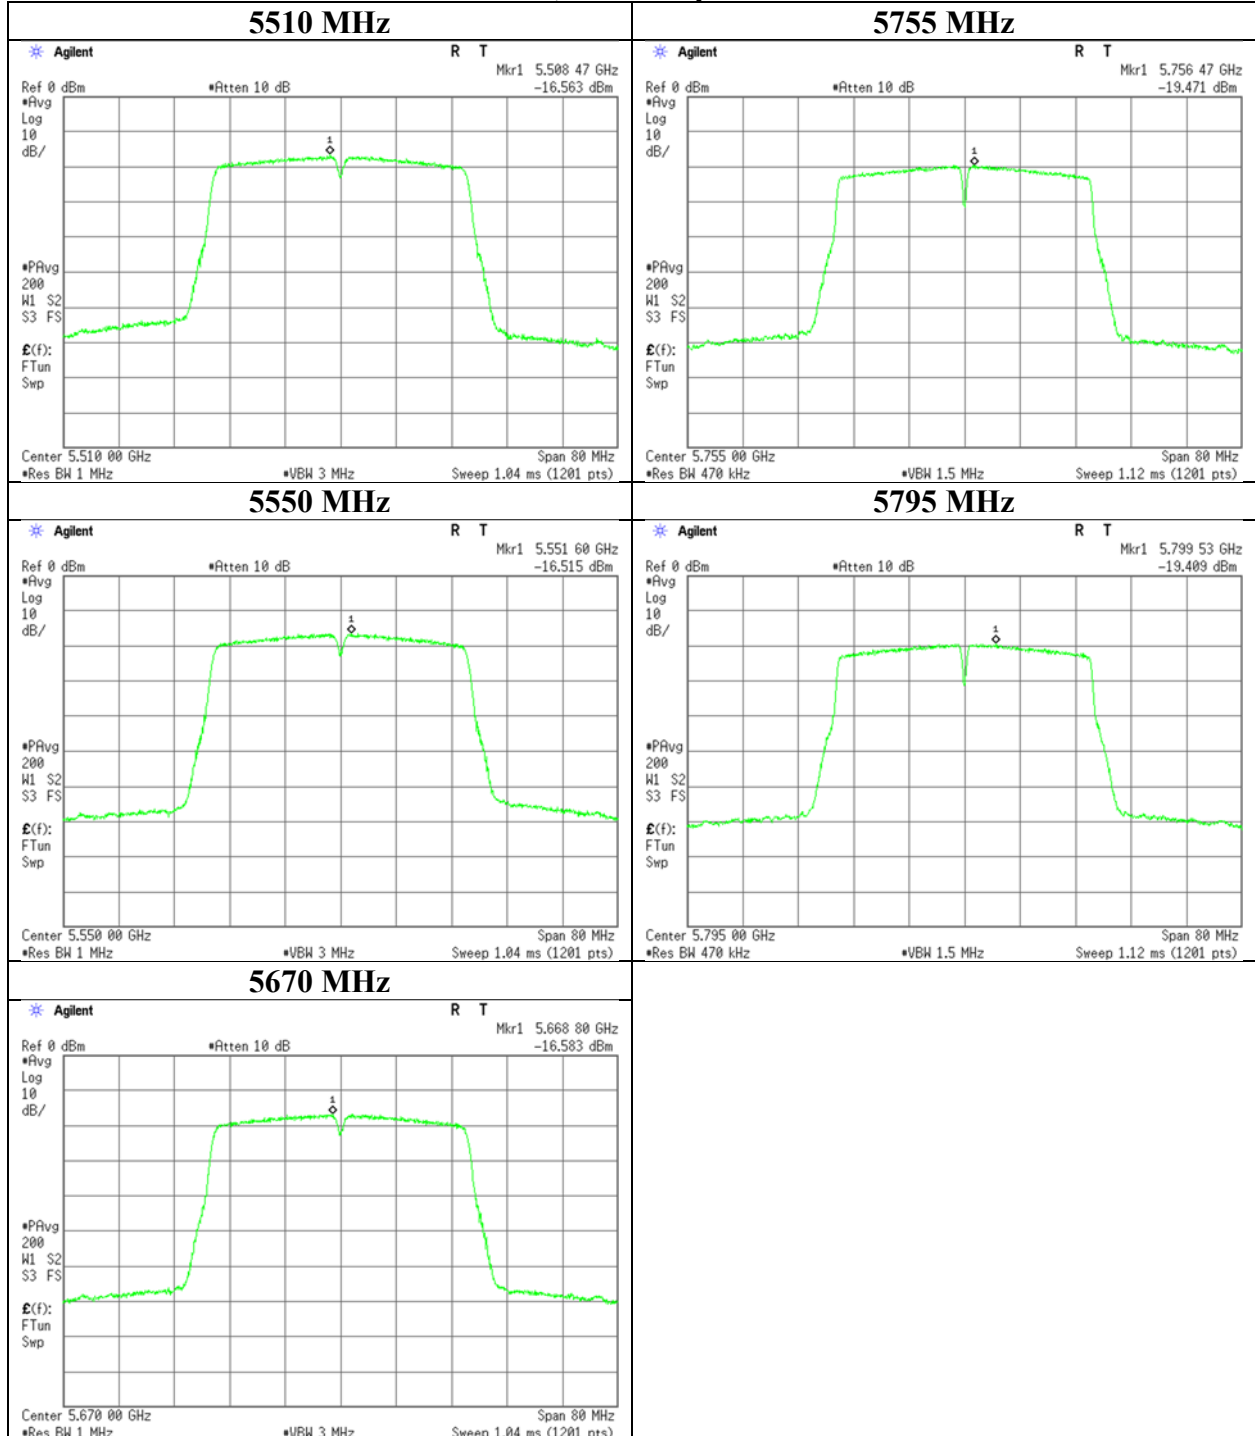 5510 MHz
Agilent R T
Mkr1 5.508 47 GHz
Ref 0 dBm #Atten 10 dB -16.563 dBm
#Avg
Log
10
dB/
1
#PAvg
200
W1 S2
S3 FS
£(f):
FTun
Swp
Center 5.510 00 GHz Span 80 MHz
#Res BW 1 MHz #VBW 3 MHz Sweep 1.04 ms (1201 pts)
5755 MHz
Agilent R T
Mkr1 5.756 47 GHz
Ref 0 dBm #Atten 10 dB -19.471 dBm
#Avg
Log
10
dB/
1
#PAvg
200
W1 S2
S3 FS
£(f):
FTun
Swp
Center 5.755 00 GHz Span 80 MHz
#Res BW 470 kHz #VBW 1.5 MHz Sweep 1.12 ms (1201 pts)
5550 MHz
Agilent R T
Mkr1 5.551 60 GHz
Ref 0 dBm #Atten 10 dB -16.515 dBm
#Avg
Log
10
dB/
1
#PAvg
200
W1 S2
S3 FS
£(f):
FTun
Swp
Center 5.550 00 GHz Span 80 MHz
#Res BW 1 MHz #VBW 3 MHz Sweep 1.04 ms (1201 pts)
5795 MHz
Agilent R T
Mkr1 5.799 53 GHz
Ref 0 dBm #Atten 10 dB -19.409 dBm
#Avg
Log
10
dB/
1
#PAvg
200
W1 S2
S3 FS
£(f):
FTun
Swp
Center 5.795 00 GHz Span 80 MHz
#Res BW 470 kHz #VBW 1.5 MHz Sweep 1.12 ms (1201 pts)
5670 MHz
Agilent R T
Mkr1 5.668 80 GHz
Ref 0 dBm #Atten 10 dB -16.583 dBm
#Avg
Log
10
dB/
1
#PAvg
200
W1 S2
S3 FS
£(f):
FTun
Swp
Center 5.670 00 GHz Span 80 MHz
#Res BW 1 MHz #VBW 3 MHz Sweep 1.04 ms (1201 pts)